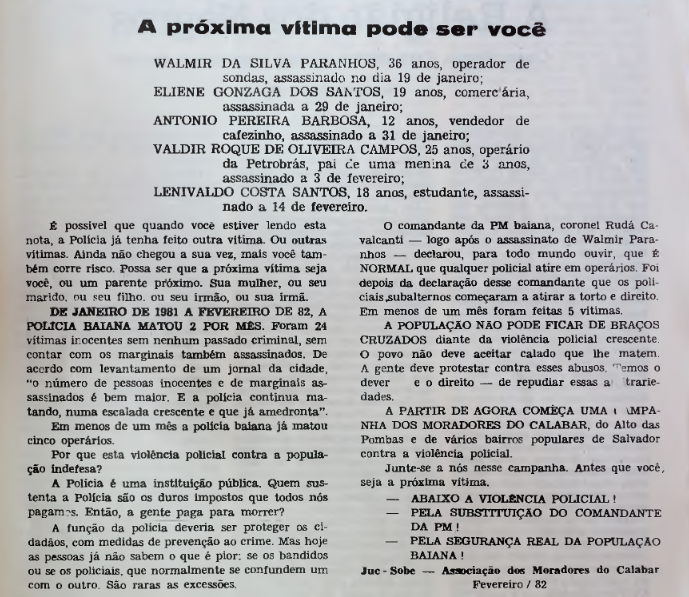 A próxima vítima pode ser você
WALMIR DA SILVA PARANHOS, 36 anos, operador de
sondas, assassinado no dia 19 de janeiro;
ELIENE GONZAGA DOS SANTOS, 19 anos, comerciária,
assassinada a 29 de janeiro;
ANTONIO PEREIRA BARBOSA, 12 anos, vendedor de
cafezinho, assassinado a 31 de janeiro;
VALDIR ROQUE DE OLIVEIRA CAMPOS, 25 anos, operário
da Petrobrás, pai de uma menina de 3 anos,
assassinado a 3 de fevereiro;
LENIVALDO COSTA SANTOS, 18 anos, estudante, assassi-
nado a 14 de fevereiro.
É possivel que quando você estiver lendo esta
nota, a Policia já tenha feito outra vitima. Ou outras
vítimas. Ainda não chegou a sua vez, mais você tam-
bém corre risco. Possa ser que a próxima vítima seja
você, ou um parente próximo. Sua mulher, ou seu
marido, ou seu filho, ou seu irmão, ou sua irmã.
DE JANEIRO DE 1981 A FEVEREIRO DE 82, A
POLÍCIA BAIANA MATOU 2 POR MÊS. Foram 24
vítimas inocentes sem nenhum passado criminal, sem
contar com os marginais também assassinados. De
acordo com levantamento de um jornal da cidade,
"o número de pessoas inocentes e de marginais as-
sassinados é bem maior. E a polícia continua ma-
tando, numa escalada crescente e que já amedronta".
Em menos de um mês a polícia baiana já matou
cinco operários.
Por que esta violência policial contra a popula-
ção indefesa?
A Policia é uma instituição pública. Quem sus-
tenta a Policia são os duros impostos que todos nós
pagamos. Então, a gente paga para morrer?
A função da polícia deveria ser proteger os ci-
dadãos, com medidas de prevenção ao crime. Mas hoje
as pessoas já não sabem o que é pior: se os bandidos
ou se os policiais, que normalmente se confundem um
com o outro. São raras as excessões.
O comandante da PM baiana, coronel Rudá Ca-
valcanti — logo após o assassinato de Walmir Para-
nhos — declarou, para todo mundo ouvir, que É
NORMAL que qualquer policial atire em operários. Foi
depois da declaração desse comandante que os poli-
ciais subalternos começaram a atirar a torto e direito.
Em menos de um mês foram feitas 5 vítimas.
A POPULAÇÃO NÃO PODE FICAR DE BRAÇOS
CRUZADOS diante da violência policial crescente.
O povo não deve aceitar calado que lhe matem.
A gente deve protestar contra esses abusos. Temos o
dever e o direito — de repudiar essas a trarie-
dades.
A PARTIR DE AGORA COMEÇA UMA AMPA-
NHA DOS MORADORES DO CALABAR, do Alto das
Pombas e de vários bairros populares de Salvador
contra a violência policial.
Junte-se a nós nesse campanha. Antes que você,
seja a próxima vítima.
— ABAIXO A VIOLÊNCIA POLICIAL !
— PELA SUBSTITUIÇÃO DO COMANDANTE
DA PM !
— PELA SEGURANÇA REAL DA POPULAÇÃO
BAIANA !
Juc - Sobe — Associação dos Moradores do Calabar
Fevereiro / 82